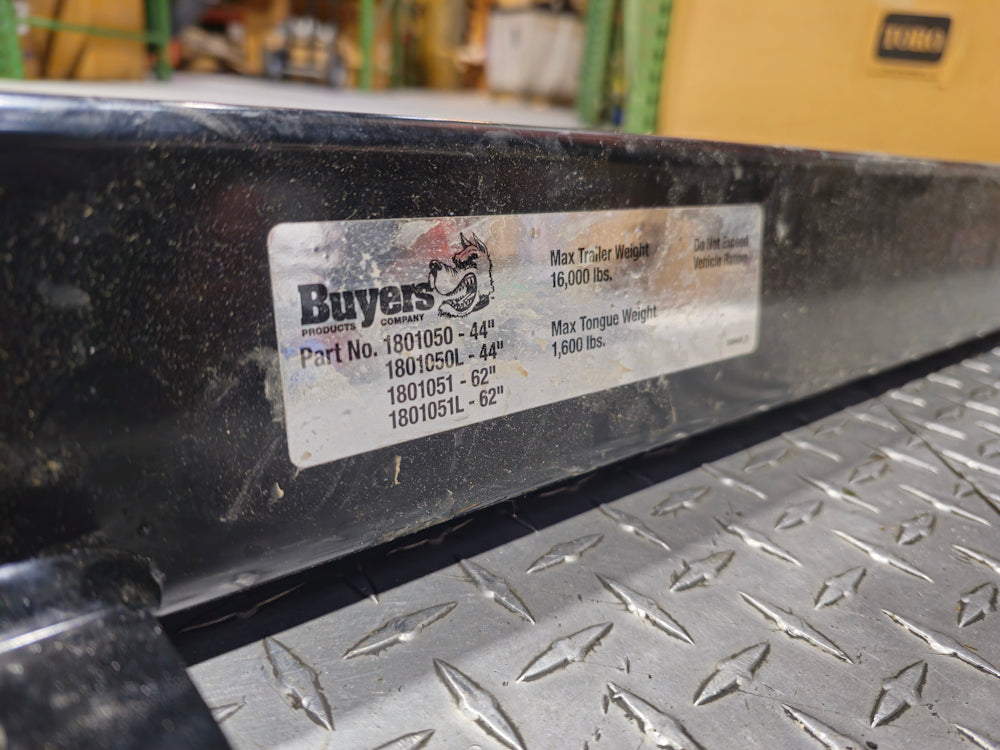 TORO
Buyers
PRODUCTS COMPANY
Part No. 1801050 - 44"
1801050L - 44"
1801051 - 62"
1801051L - 62"
Max Trailer Weight
16,000 lbs.
Max Tongue Weight
1,600 lbs.
Do Not Exceed
Vehicle Rating